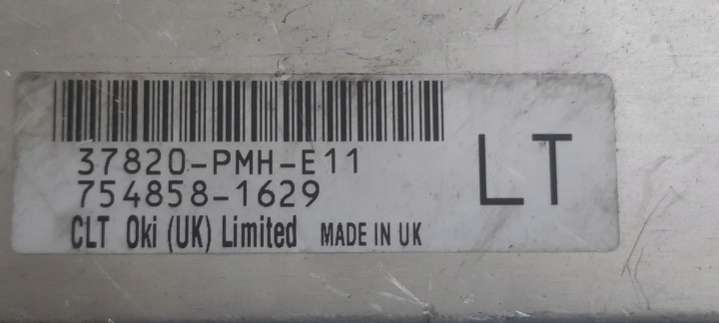 37820-PMH-E11
754858-1629
LT
CLT Oki (UK) Limited MADE IN UK